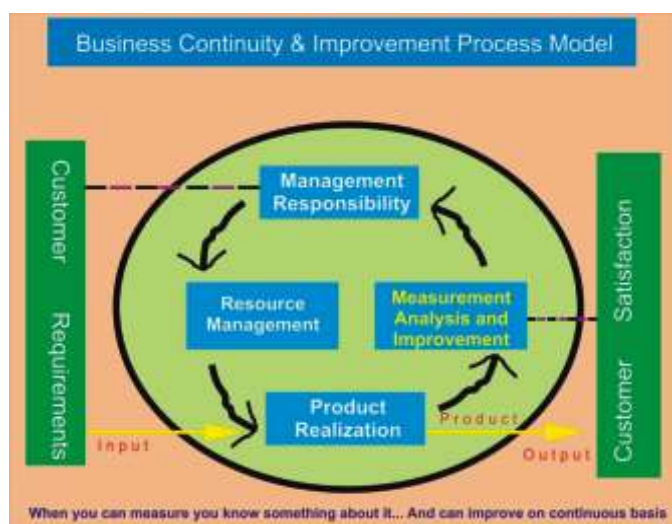 Business Continuity & Improvement Process Model
Customer Requirements
Management
Responsibility
Resource
Management
Measurement
Analysis and
Improvement
Product
Realization
Input
Product
Output
Customer Satisfaction
When you can measure you know something about it... And can improve on continuous basis